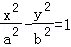 x²/a² - y²/b² = 1